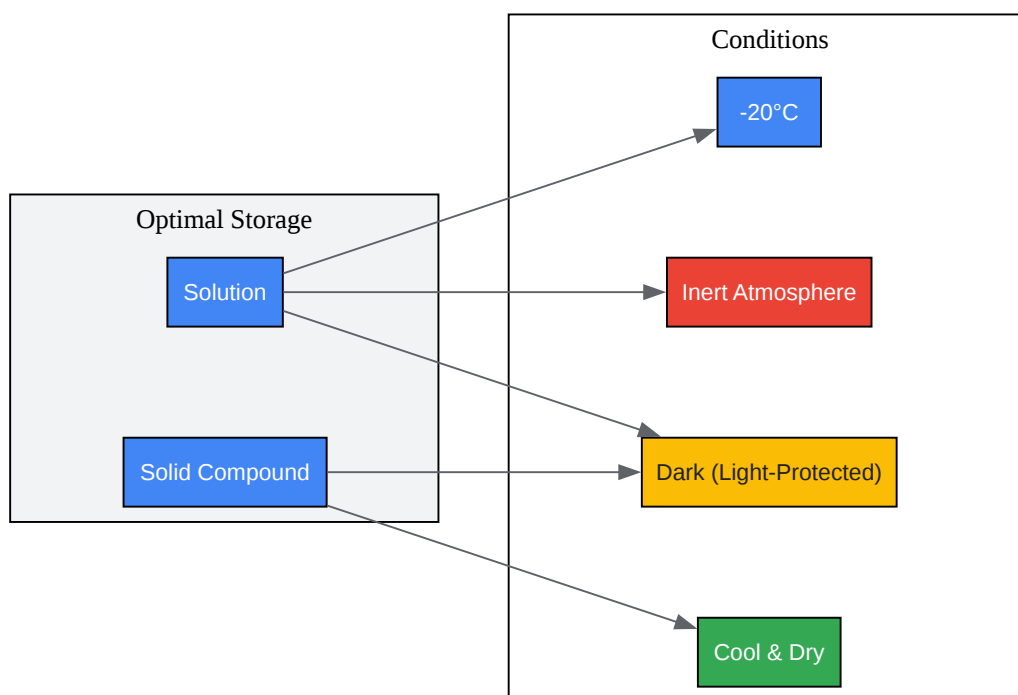 Conditions
-20°C
Optimal Storage
Solution
Inert Atmosphere
Solid Compound
Dark (Light-Protected)
Cool & Dry